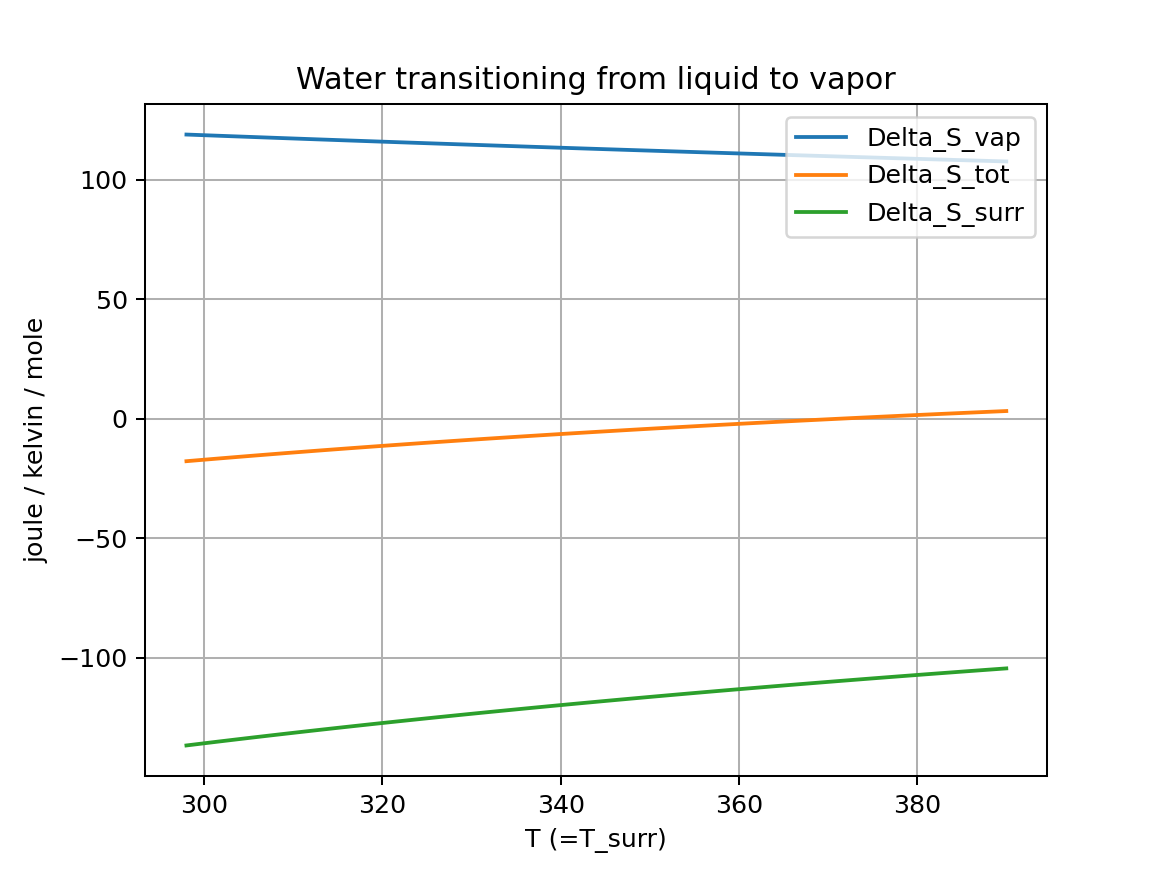 Water transitioning from liquid to vapor
Delta_S_vap
Delta_S_tot
Delta_S_surr
joule / kelvin / mole
100
50
0
−50
−100
300 320 340 360 380
T (=T_surr)